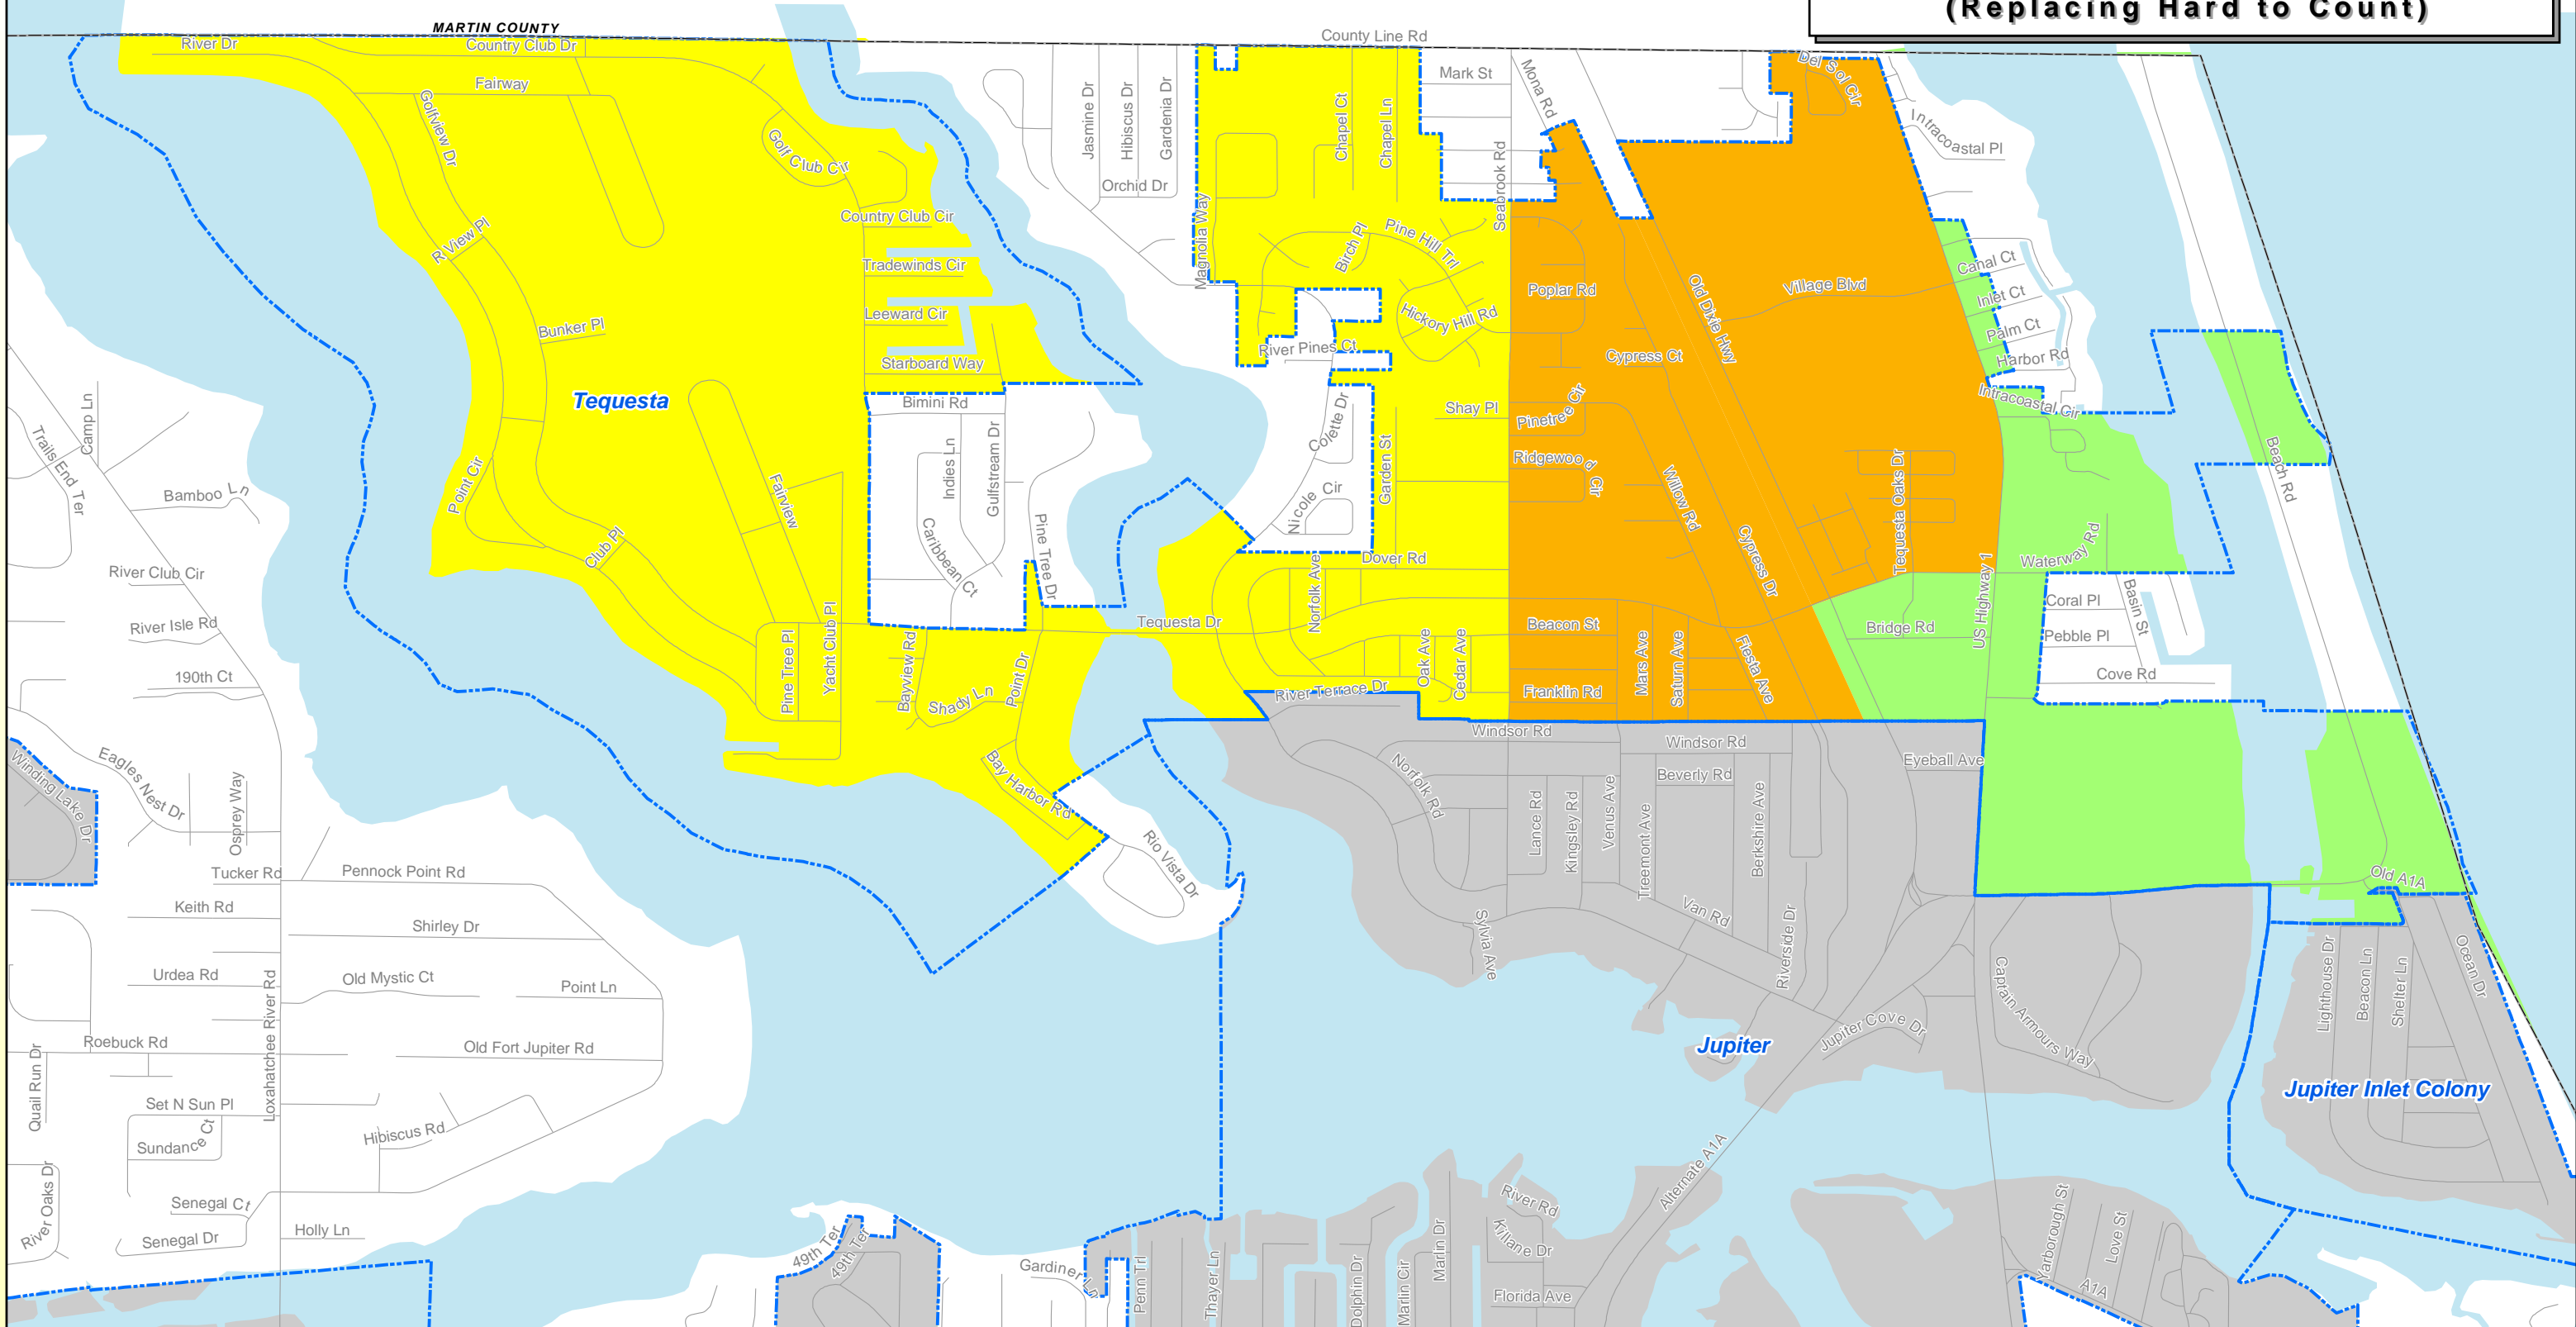 (Replacing Hard to Count)
MARTIN COUNTY
River Dr
Country Club Dr
County Line Rd
Fairway
Golfview Dr
Golf Club Cir
Jasmine Dr
Hibiscus Dr
Gardenia Dr
Orchid Dr
Chapel Ct
Chapel Ln
Mark St
Mona Rd
Seabrook Rd
Del Sol Cir
Intracoastal Pl
R View Pl
Country Club Cir
Tradewinds Cir
Leeward Cir
Starboard Way
Bunker Pl
Magnolia Way
Birch Pl
Pine Hill Trl
Hickory Hill Rd
River Pines Ct
Poplar Rd
Old Dixie Hwy
Village Blvd
Canal Ct
Inlet Ct
Palm Ct
Harbor Rd
Intracoastal Cir
Cypress Ct
Tequesta
Bimini Rd
Indies Ln
Gulfstream Dr
Caribbean Ct
Pine Tree Dr
Colette Dr
Nicole Cir
Garden St
Shay Pl
Pinetree Cir
Ridgewood Cir
Willow Rd
Cypress Dr
Tequesta Oaks Dr
US Highway 1
Waterway Rd
Beach Rd
Camp Ln
Trails End Ter
Bamboo Ln
Point Cir
Fairview
Club Pl
River Club Cir
River Isle Rd
190th Ct
Dover Rd
Norfolk Ave
Tequesta Dr
Oak Ave
Cedar Ave
River Terrace Dr
Beacon St
Mars Ave
Saturn Ave
Franklin Rd
Fiesta Ave
Bridge Rd
Coral Pl
Basin St
Pebble Pl
Cove Rd
Pine Tree Pl
Yacht Club Pl
Bayview Rd
Shady Ln
Point Dr
Bay Harbor Rd
Rio Vista Dr
Winding Lake Dr
Eagles Nest Dr
Osprey Way
Tucker Rd
Pennock Point Rd
Keith Rd
Shirley Dr
Urdea Rd
Old Mystic Ct
Point Ln
Loxahatchee River Rd
Roebuck Rd
Old Fort Jupiter Rd
Quail Run Dr
Set N Sun Pl
Sundance Ct
Hibiscus Rd
River Oaks Dr
Senegal Ct
Senegal Dr
Holly Ln
Windsor Rd
Windsor Rd
Eyeball Ave
Norfolk Rd
Lance Rd
Kingsley Rd
Venus Ave
Treemont Ave
Beverly Rd
Berkshire Ave
Van Rd
Sylvia Ave
Riverside Dr
Old A1A
Captain Armours Way
Jupiter Cove Dr
Jupiter
Lighthouse Dr
Beacon Ln
Shelter Ln
Ocean Dr
Jupiter Inlet Colony
Alternate A1A
49th Ter
49th Ter
Gardiner Ln
Penn Trl
Thayer Ln
Dolphin Dr
Marlin Cir
Marlin Dr
River Rd
Killane Dr
Florida Ave
Yarborough St
Love St
A1A